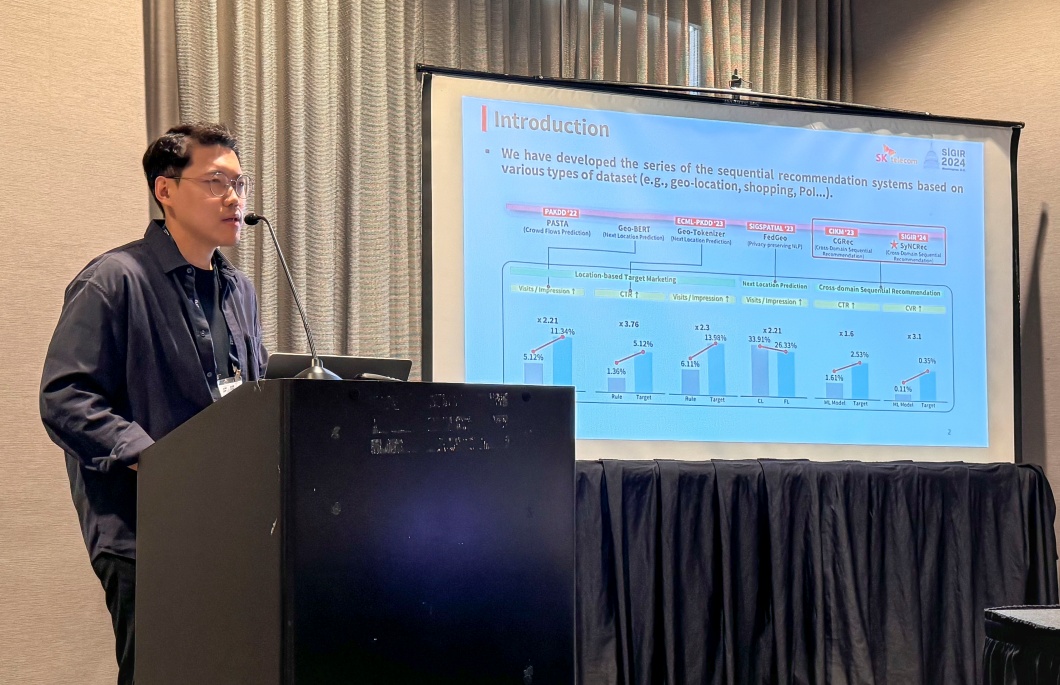 Introduction
SK telecom
SIGIR
2024
Washington D.C.
▪ We have developed the series of the sequential recommendation systems based on
various types of dataset (e.g., geo-location, shopping, PoI...).
PAKDD '22
PASTA
(Crowd Flows Prediction)
Geo-BERT
(Next Location Prediction)
ECML-PKDD '23
Geo-Tokenizer
(Next Location Prediction)
SIGSPATIAL '23
FedGeo
(Privacy-preserving NLP)
CIKM '23
CGRec
(Cross-Domain Sequential
Recommendation)
SIGIR '24
SyNCRec
(Cross-Domain Sequential
Recommendation)
Location-based Target Marketing
Next Location Prediction
Cross-domain Sequential Recommendation
Visits / Impression ↑
CTR ↑
Visits / Impression ↑
Visits / Impression ↑
CTR ↑
CVR ↑
x 2.21
5.12%
11.34%
x 3.76
1.36%
5.12%
Rule Target
x 2.3
6.11%
13.98%
Rule Target
x 2.21
33.91%
26.33%
CL FL
x 1.6
1.61%
2.53%
ML Model Target
x 3.1
0.11%
0.35%
ML Model Target
2